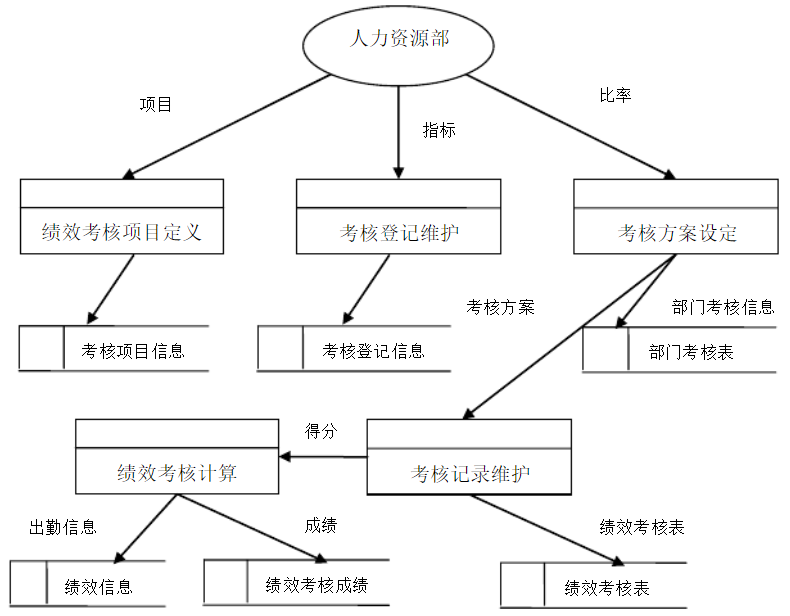 人力资源部
项目
指标
比率
绩效考核项目定义
考核登记维护
考核方案设定
考核方案
部门考核信息
考核项目信息
考核登记信息
部门考核表
得分
绩效考核计算
考核记录维护
出勤信息
成绩
绩效考核表
绩效信息
绩效考核成绩
绩效考核表